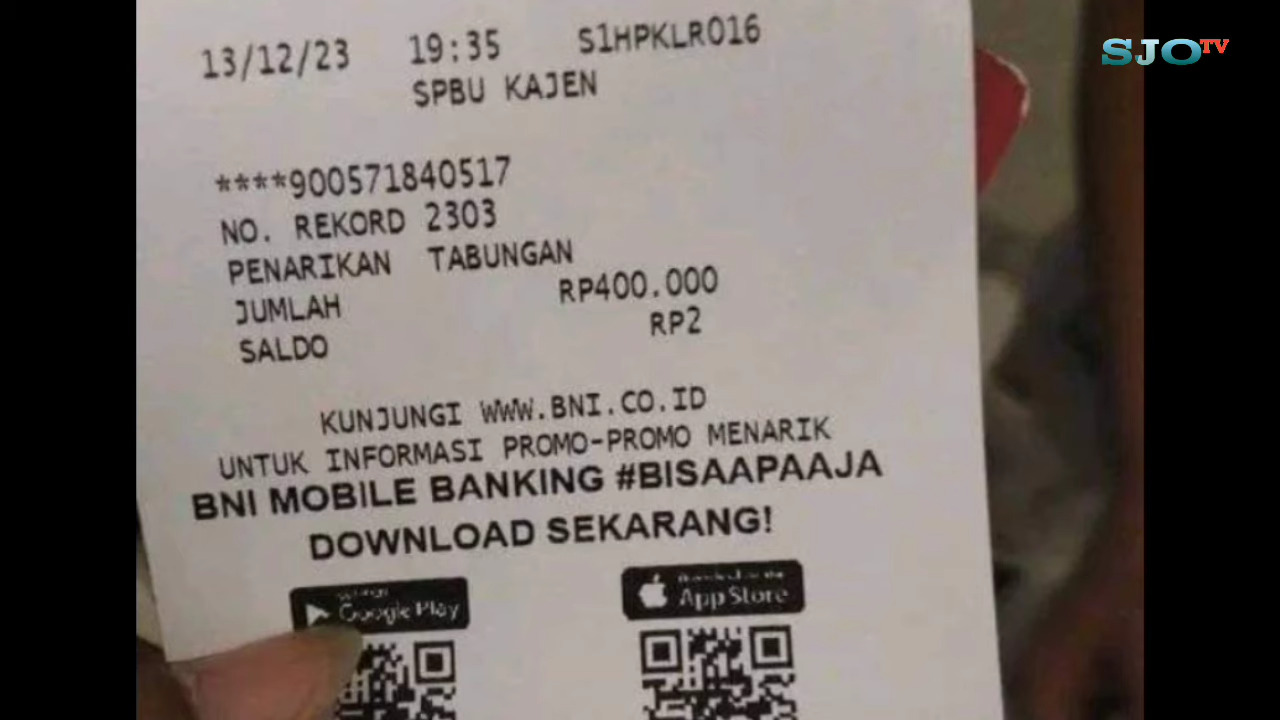 SJOTV
13/12/23 19:35 S1HPKLR016
SPBU KAJEN
****900571840517
NO. REKORD 2303
PENARIKAN TABUNGAN
JUMLAH RP400.000
SALDO RP2
KUNJUNGI WWW.BNI.CO.ID
UNTUK INFORMASI PROMO-PROMO MENARIK
BNI MOBILE BANKING #BISAAPAAJA
DOWNLOAD SEKARANG!
Google Play
App Store